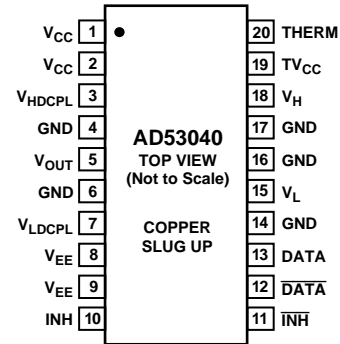 VCC 1 20 THERM
VCC 2 19 TVCC
VHDCPL 3 18 VH
GND 4 17 GND
AD53040
VOUT 5 16 GND
TOP VIEW
(Not to Scale)
GND 6 15 VL
VLDCPL 7 14 GND
COPPER
SLUG UP
VEE 8 13 DATA
VEE 9 12 D̅A̅T̅A̅
INH 10 11 I̅N̅H̅